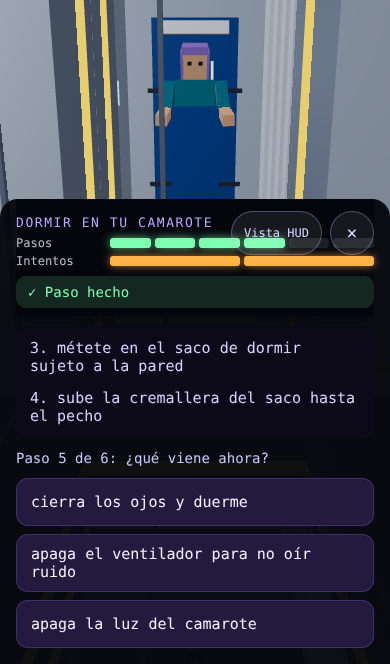 DORMIR EN TU CAMAROTE
Vista HUD
×
Pasos
Intentos
✓ Paso hecho
3. métete en el saco de dormir
sujeto a la pared
4. sube la cremallera del saco hasta
el pecho
Paso 5 de 6: ¿qué viene ahora?
cierra los ojos y duerme
apaga el ventilador para no oír
ruido
apaga la luz del camarote